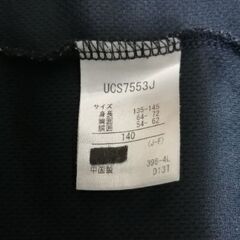 UCS7553J
サイズ
身長 135-145
胸囲 64-72
胴囲 54-62
140
(J-F)
中国製 398-4L
D131